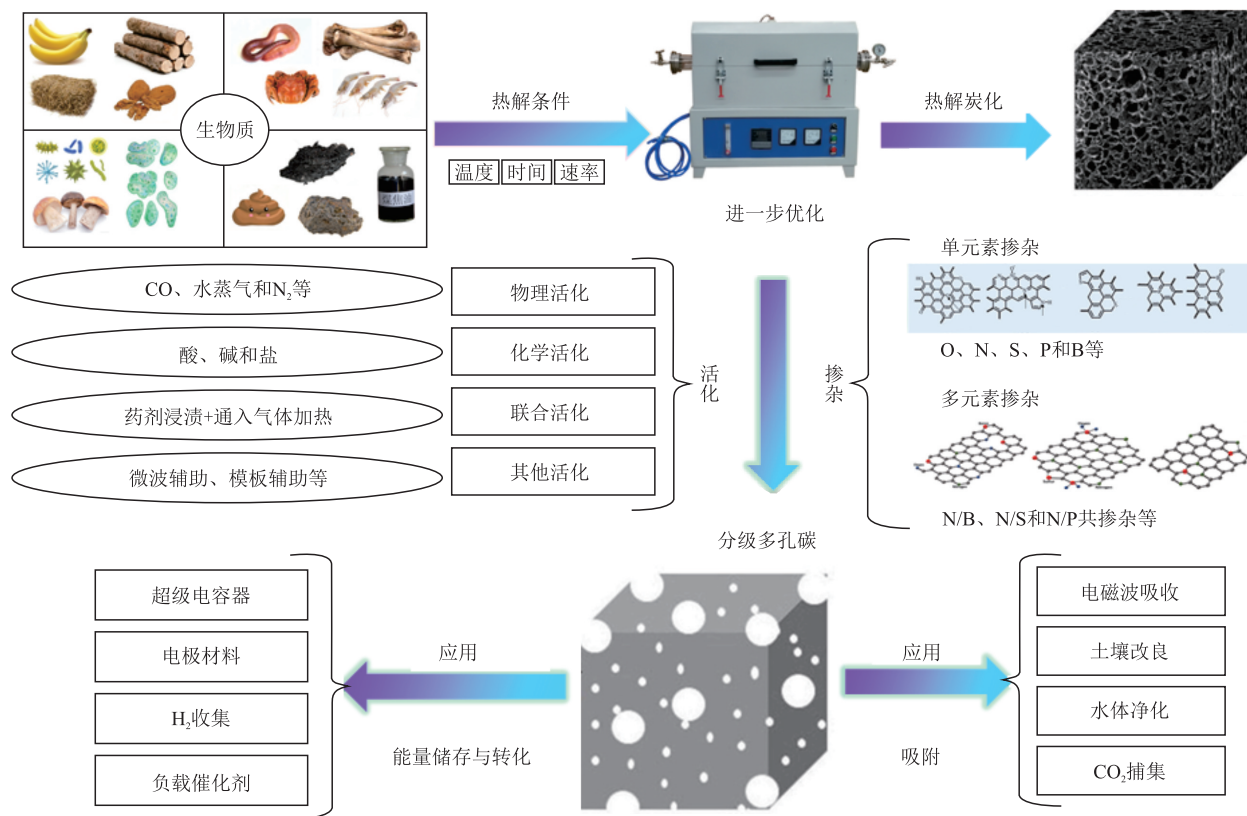 生物质
煤焦油
热解条件
温度 时间 速率
热解炭化
进一步优化
CO、水蒸气和N₂等
物理活化
酸、碱和盐
化学活化
药剂浸渍+通入气体加热
联合活化
微波辅助、模板辅助等
其他活化
活化
掺杂
单元素掺杂
O、N、S、P和B等
多元素掺杂
N/B、N/S和N/P共掺杂等
分级多孔碳
超级电容器
电极材料
H₂收集
负载催化剂
应用
能量储存与转化
应用
吸附
电磁波吸收
土壤改良
水体净化
CO₂捕集